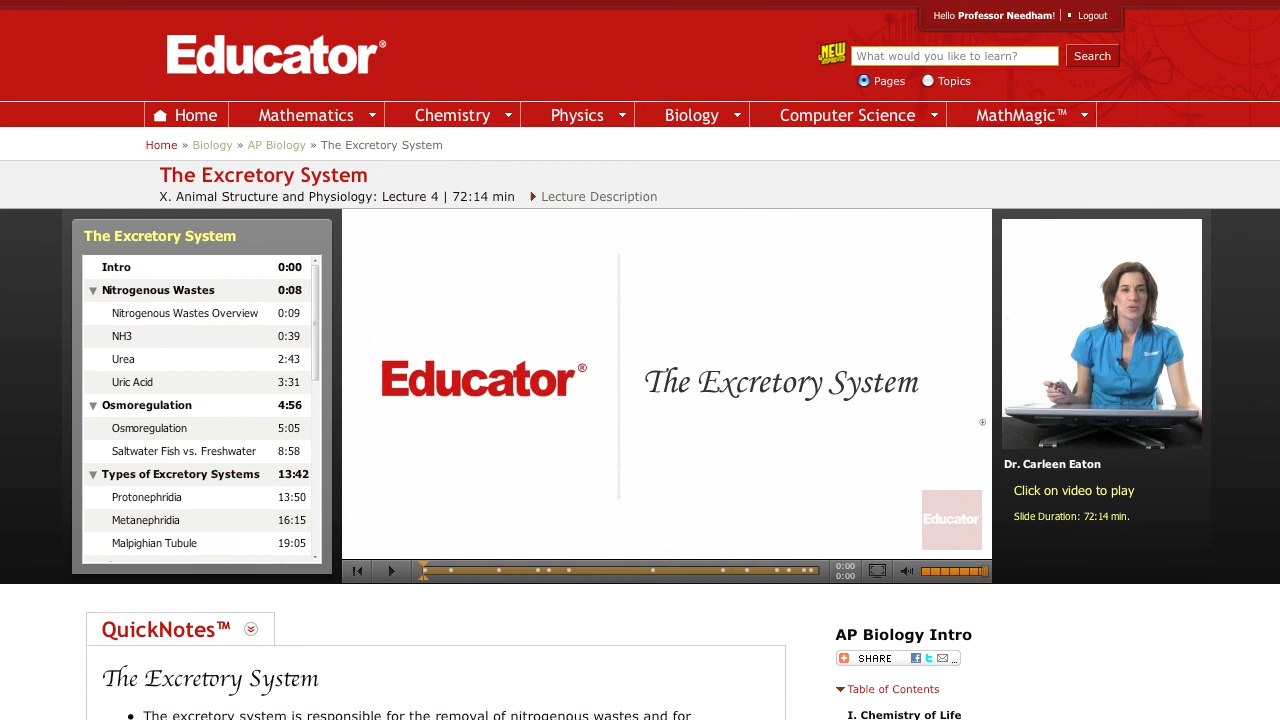 Hello Professor Needham! Logout
Educator®
NEW
What would you like to learn? Search
Pages Topics
Home Mathematics Chemistry Physics Biology Computer Science MathMagic™
Home » Biology » AP Biology » The Excretory System
The Excretory System
X. Animal Structure and Physiology: Lecture 4 | 72:14 min Lecture Description
The Excretory System
Intro 0:00
Nitrogenous Wastes 0:08
Nitrogenous Wastes Overview 0:09
NH3 0:39
Urea 2:43
Uric Acid 3:31
Osmoregulation 4:56
Osmoregulation 5:05
Saltwater Fish vs. Freshwater 8:58
Types of Excretory Systems 13:42
Protonephridia 13:50
Metanephridia 16:15
Malpighian Tubule 19:05
Educator®
The Excretory System
Educator
Dr. Carleen Eaton
Click on video to play
Slide Duration: 72:14 min.
0:00
0:00
QuickNotes™
The Excretory System
• The excretory system is responsible for the removal of nitrogenous wastes and for
AP Biology Intro
SHARE ...
Table of Contents
I. Chemistry of Life